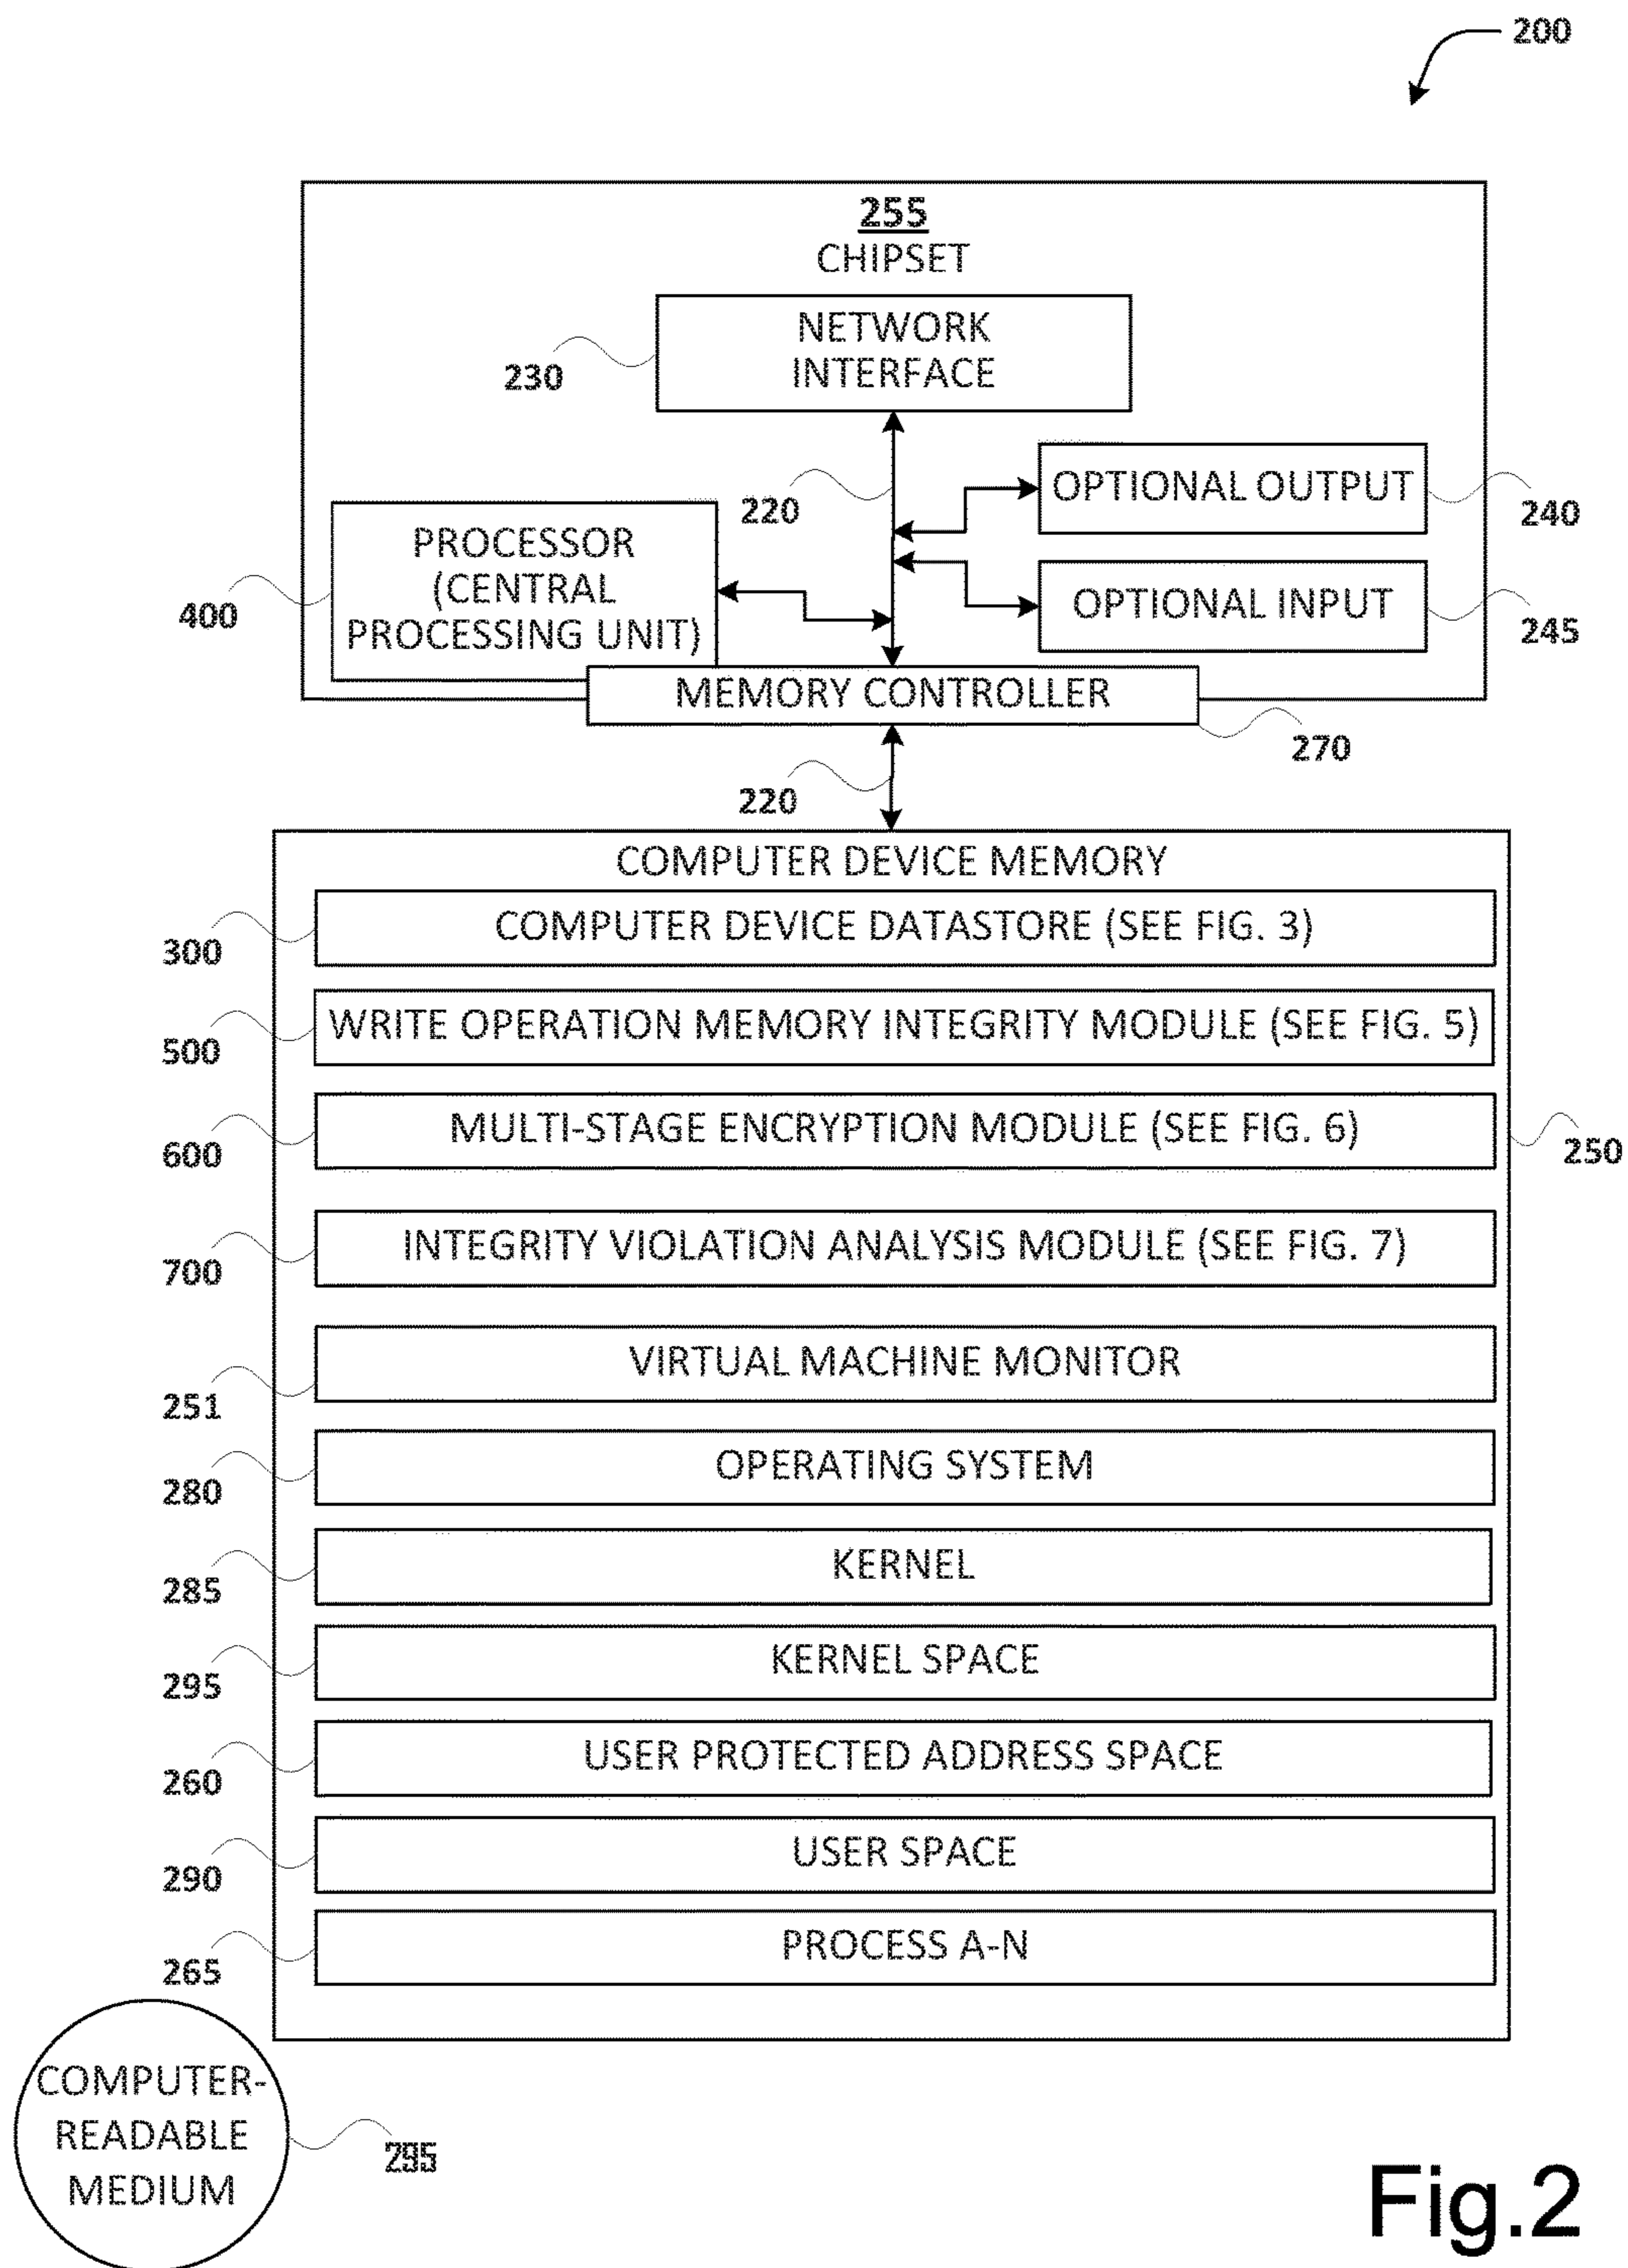 200
255
CHIPSET
NETWORK
INTERFACE
230
220
OPTIONAL OUTPUT
240
PROCESSOR
(CENTRAL
PROCESSING UNIT)
400
OPTIONAL INPUT
245
MEMORY CONTROLLER
270
220
COMPUTER DEVICE MEMORY
COMPUTER DEVICE DATASTORE (SEE FIG. 3)
300
WRITE OPERATION MEMORY INTEGRITY MODULE (SEE FIG. 5)
500
MULTI-STAGE ENCRYPTION MODULE (SEE FIG. 6)
600
250
INTEGRITY VIOLATION ANALYSIS MODULE (SEE FIG. 7)
700
VIRTUAL MACHINE MONITOR
251
OPERATING SYSTEM
280
KERNEL
285
KERNEL SPACE
295
USER PROTECTED ADDRESS SPACE
260
USER SPACE
290
PROCESS A-N
265
COMPUTER-
READABLE
MEDIUM
295
Fig.2